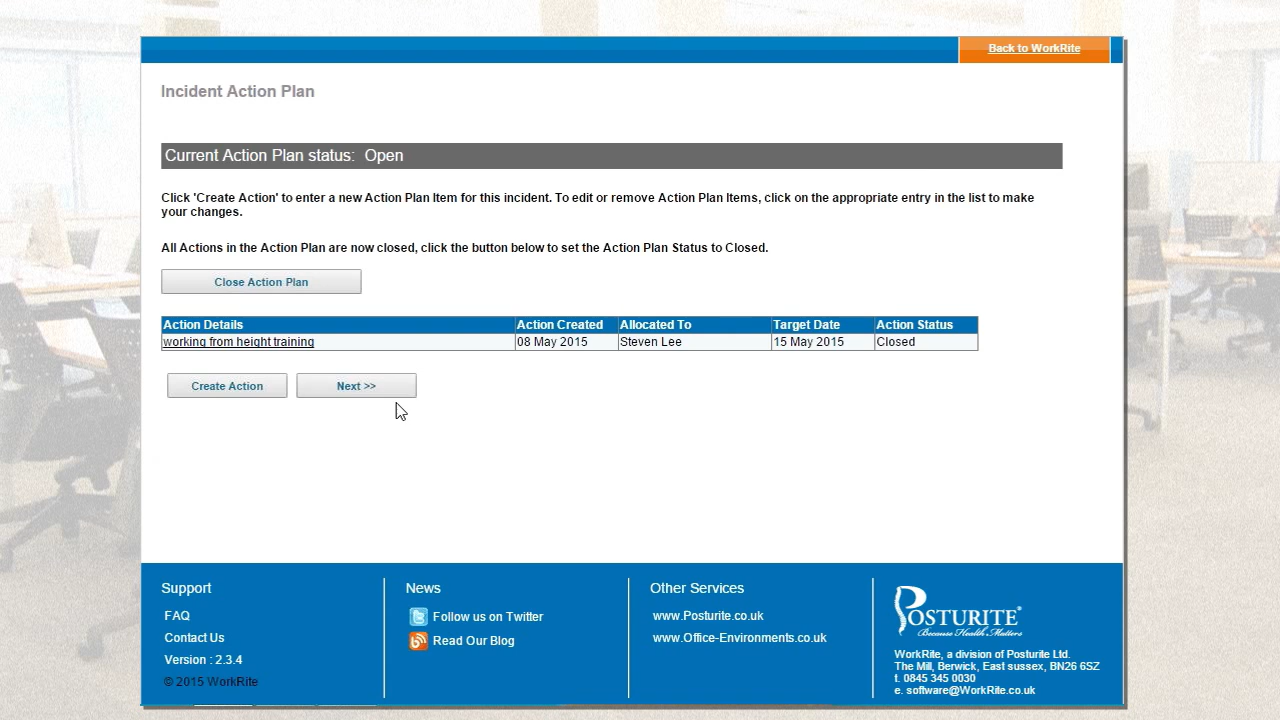 Back to WorkRite
Incident Action Plan
Current Action Plan status:  Open
Click 'Create Action' to enter a new Action Plan Item for this incident. To edit or remove Action Plan Items, click on the appropriate entry in the list to make
your changes.
All Actions in the Action Plan are now closed, click the button below to set the Action Plan Status to Closed.
Close Action Plan
Action Details Action Created Allocated To Target Date Action Status
working from height training 08 May 2015 Steven Lee 15 May 2015 Closed
Create Action Next >>
Support
FAQ
Contact Us
Version : 2.3.4
© 2015 WorkRite
News
Follow us on Twitter
Read Our Blog
Other Services
www.Posturite.co.uk
www.Office-Environments.co.uk
POSTURITE®
Because Health Matters
WorkRite, a division of Posturite Ltd.
The Mill, Berwick, East sussex, BN26 6SZ
t. 0845 345 0030
e. software@WorkRite.co.uk